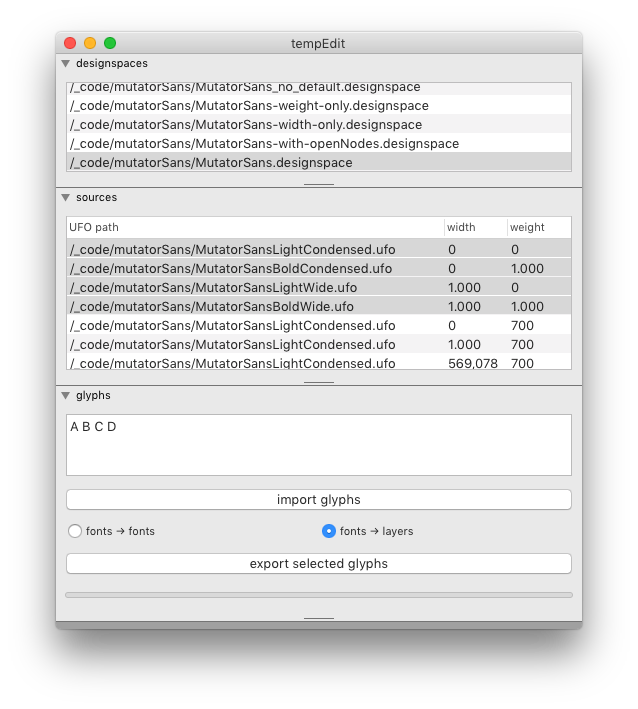 tempEdit
designspaces
/_code/mutatorSans/MutatorSans_no_default.designspace
/_code/mutatorSans/MutatorSans-weight-only.designspace
/_code/mutatorSans/MutatorSans-width-only.designspace
/_code/mutatorSans/MutatorSans-with-openNodes.designspace
/_code/mutatorSans/MutatorSans.designspace
sources
UFO path width weight
/_code/mutatorSans/MutatorSansLightCondensed.ufo 0 0
/_code/mutatorSans/MutatorSansBoldCondensed.ufo 0 1.000
/_code/mutatorSans/MutatorSansLightWide.ufo 1.000 0
/_code/mutatorSans/MutatorSansBoldWide.ufo 1.000 1.000
/_code/mutatorSans/MutatorSansLightCondensed.ufo 0 700
/_code/mutatorSans/MutatorSansLightCondensed.ufo 1.000 700
/_code/mutatorSans/MutatorSansLightCondensed.ufo 569,078 700
glyphs
A B C D
import glyphs
fonts → fonts fonts → layers
export selected glyphs